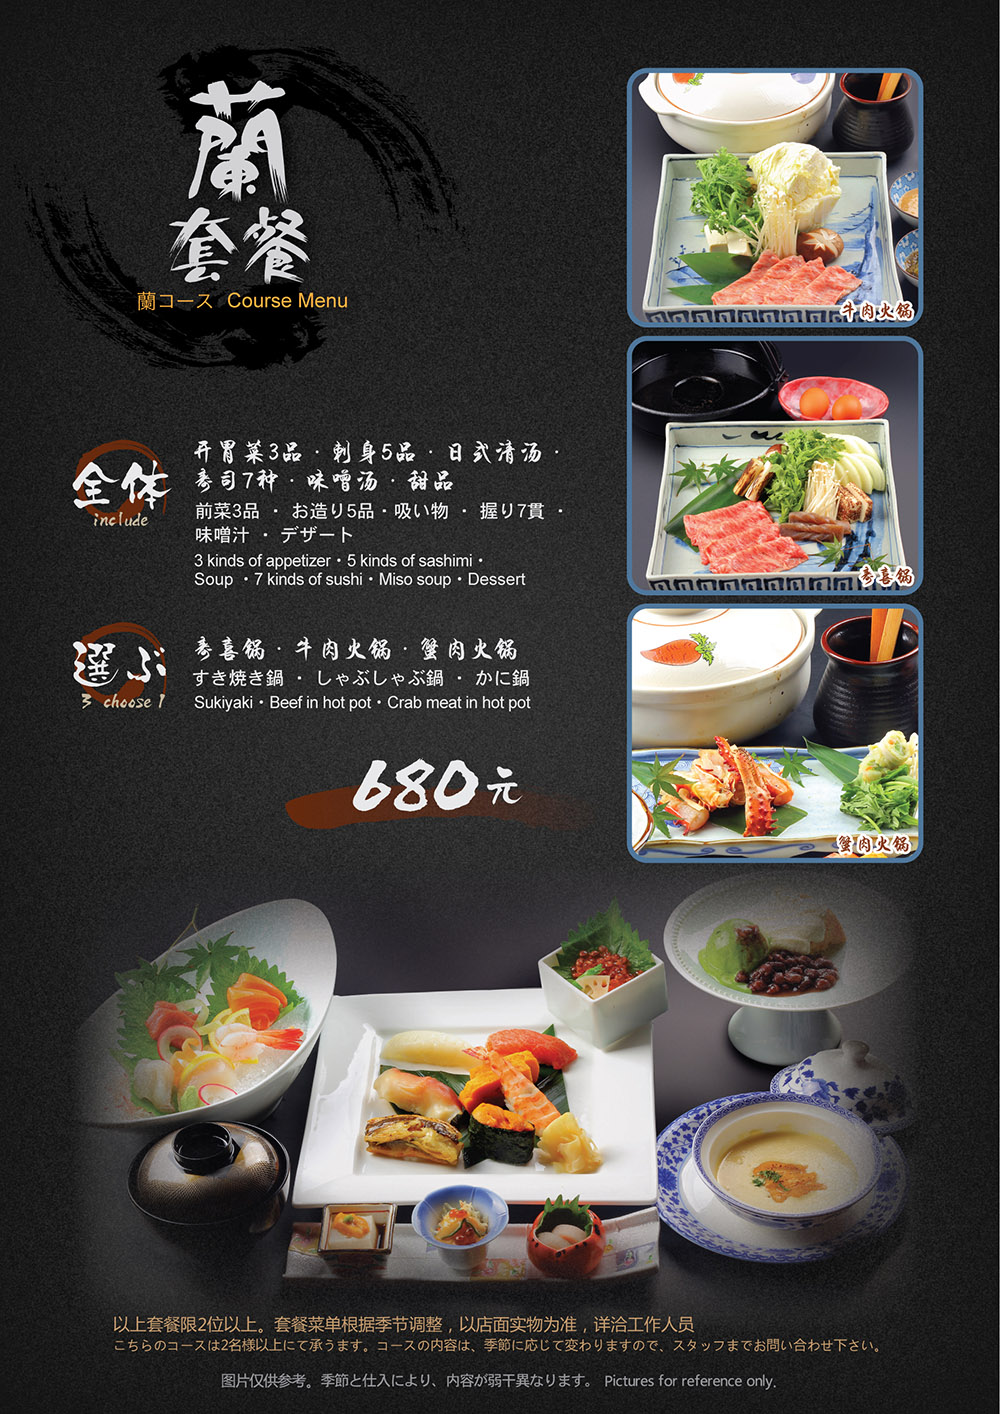 蘭
套餐
蘭コース Course Menu
牛肉火锅
全体
include
开胃菜3品·刺身5品·日式清汤·
寿司7种·味噌汤·甜品
前菜3品 ・ お造り5品・吸い物 ・ 握り7貫 ・
味噌汁 ・ デザート
3 kinds of appetizer・5 kinds of sashimi・
Soup ・7 kinds of sushi・Miso soup・Dessert
寿喜锅
選ぶ
3 choose 1
寿喜锅·牛肉火锅·蟹肉火锅
すき焼き鍋 ・ しゃぶしゃぶ鍋 ・ かに鍋
Sukiyaki・Beef in hot pot・Crab meat in hot pot
680元
蟹肉火锅
以上套餐限2位以上。套餐菜单根据季节调整，以店面实物为准，详洽工作人员
こちらのコースは2名様以上にて承うます。コースの内容は、季節に応じて変わりますので、スタッフまでお問い合わせ下さい。
图片仅供参考。季節と仕入により、内容が弱干異なります。 Pictures for reference only.